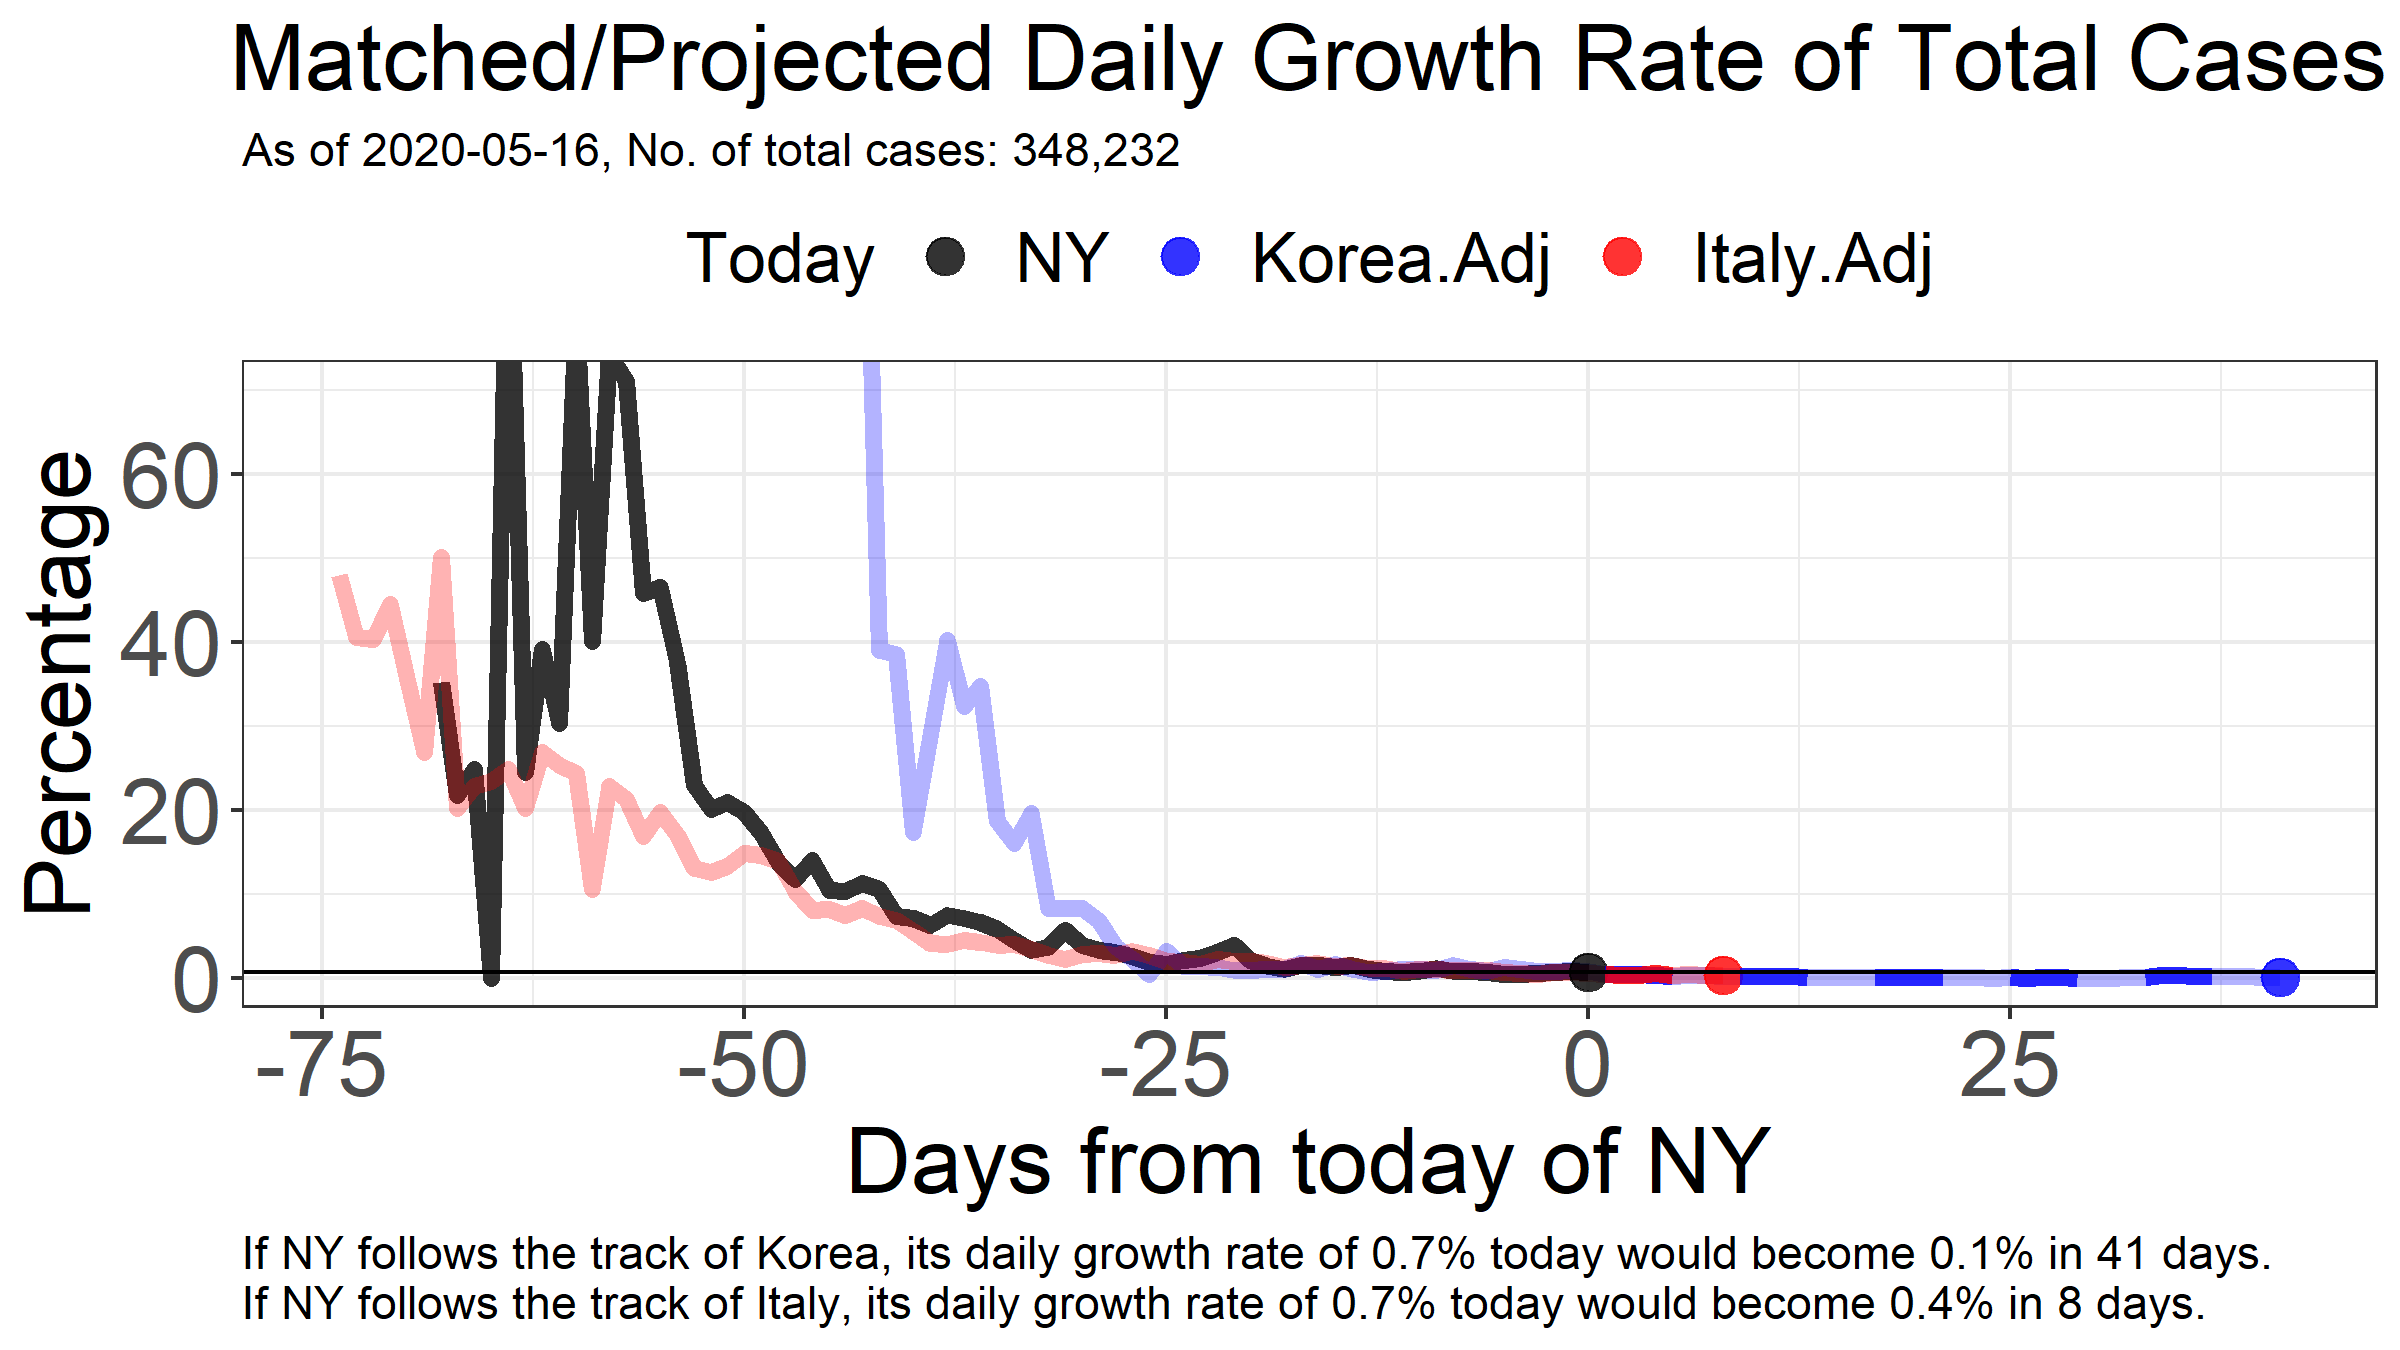 Matched/Projected Daily Growth Rate of Total Cases
As of 2020-05-16, No. of total cases: 348,232
Today NY Korea.Adj Italy.Adj
Percentage
60
40
20
0
-75 -50 -25 0 25
Days from today of NY
If NY follows the track of Korea, its daily growth rate of 0.7% today would become 0.1% in 41 days.
If NY follows the track of Italy, its daily growth rate of 0.7% today would become 0.4% in 8 days.